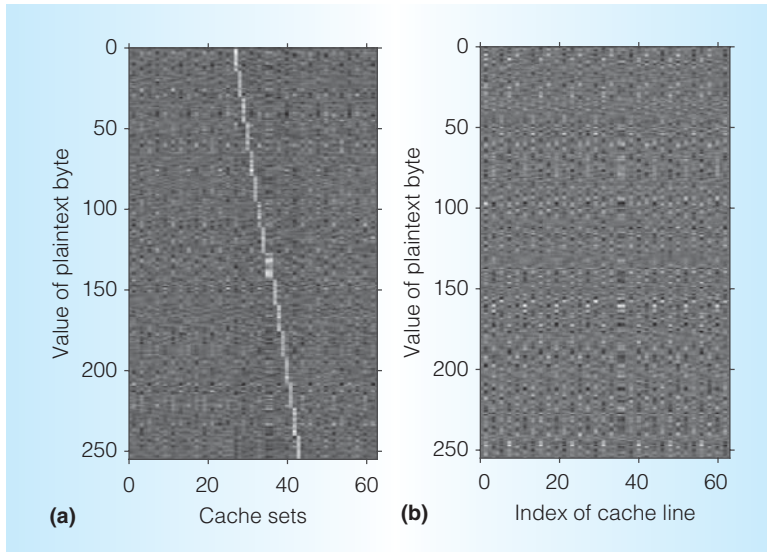 0
50
100
150
200
250
Value of plaintext byte
0 20 40 60
Cache sets
(a)
0
50
100
150
200
250
Value of plaintext byte
0 20 40 60
Index of cache line
(b)